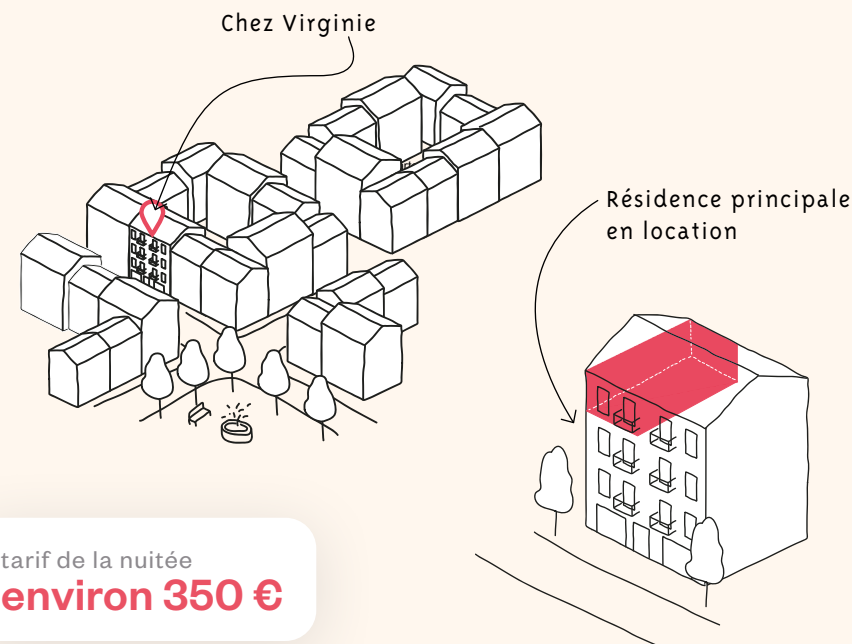 Chez Virginie
Résidence principale
en location
tarif de la nuitée
environ 350 €